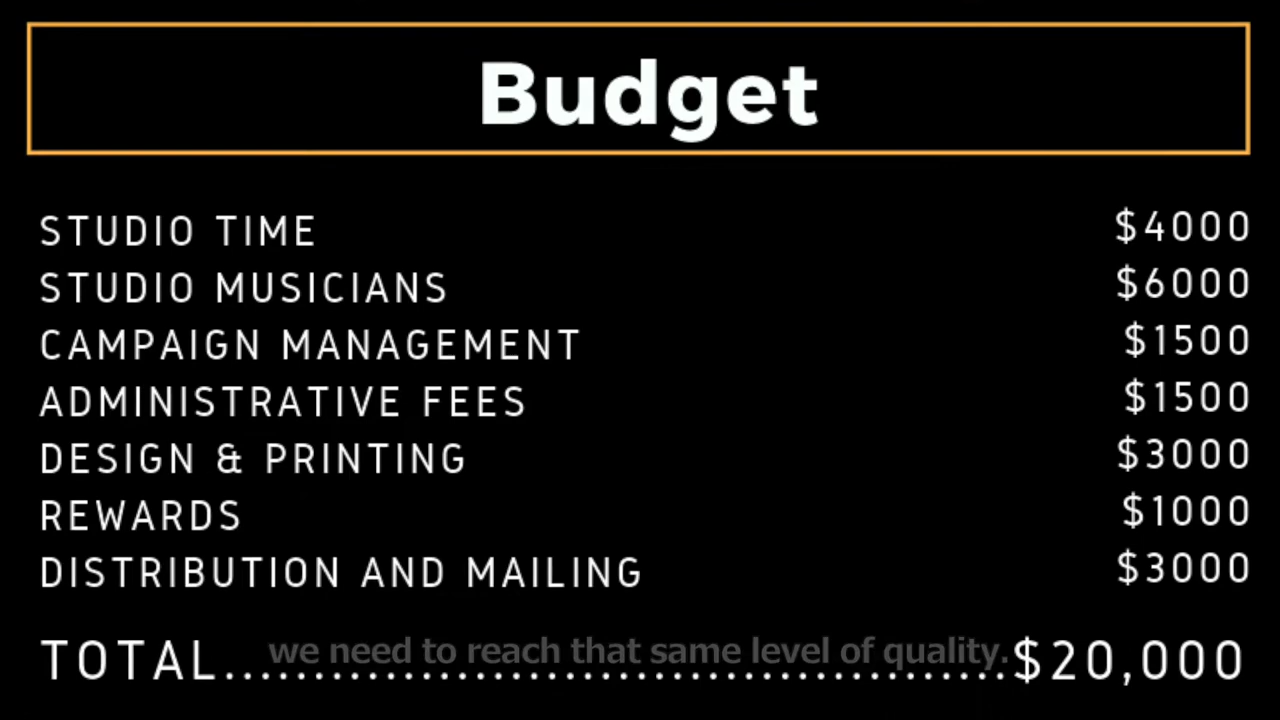 Budget
STUDIO TIME $4000
STUDIO MUSICIANS $6000
CAMPAIGN MANAGEMENT $1500
ADMINISTRATIVE FEES $1500
DESIGN & PRINTING $3000
REWARDS $1000
DISTRIBUTION AND MAILING $3000
we need to reach that same level of quality.
TOTAL..............................................$20,000